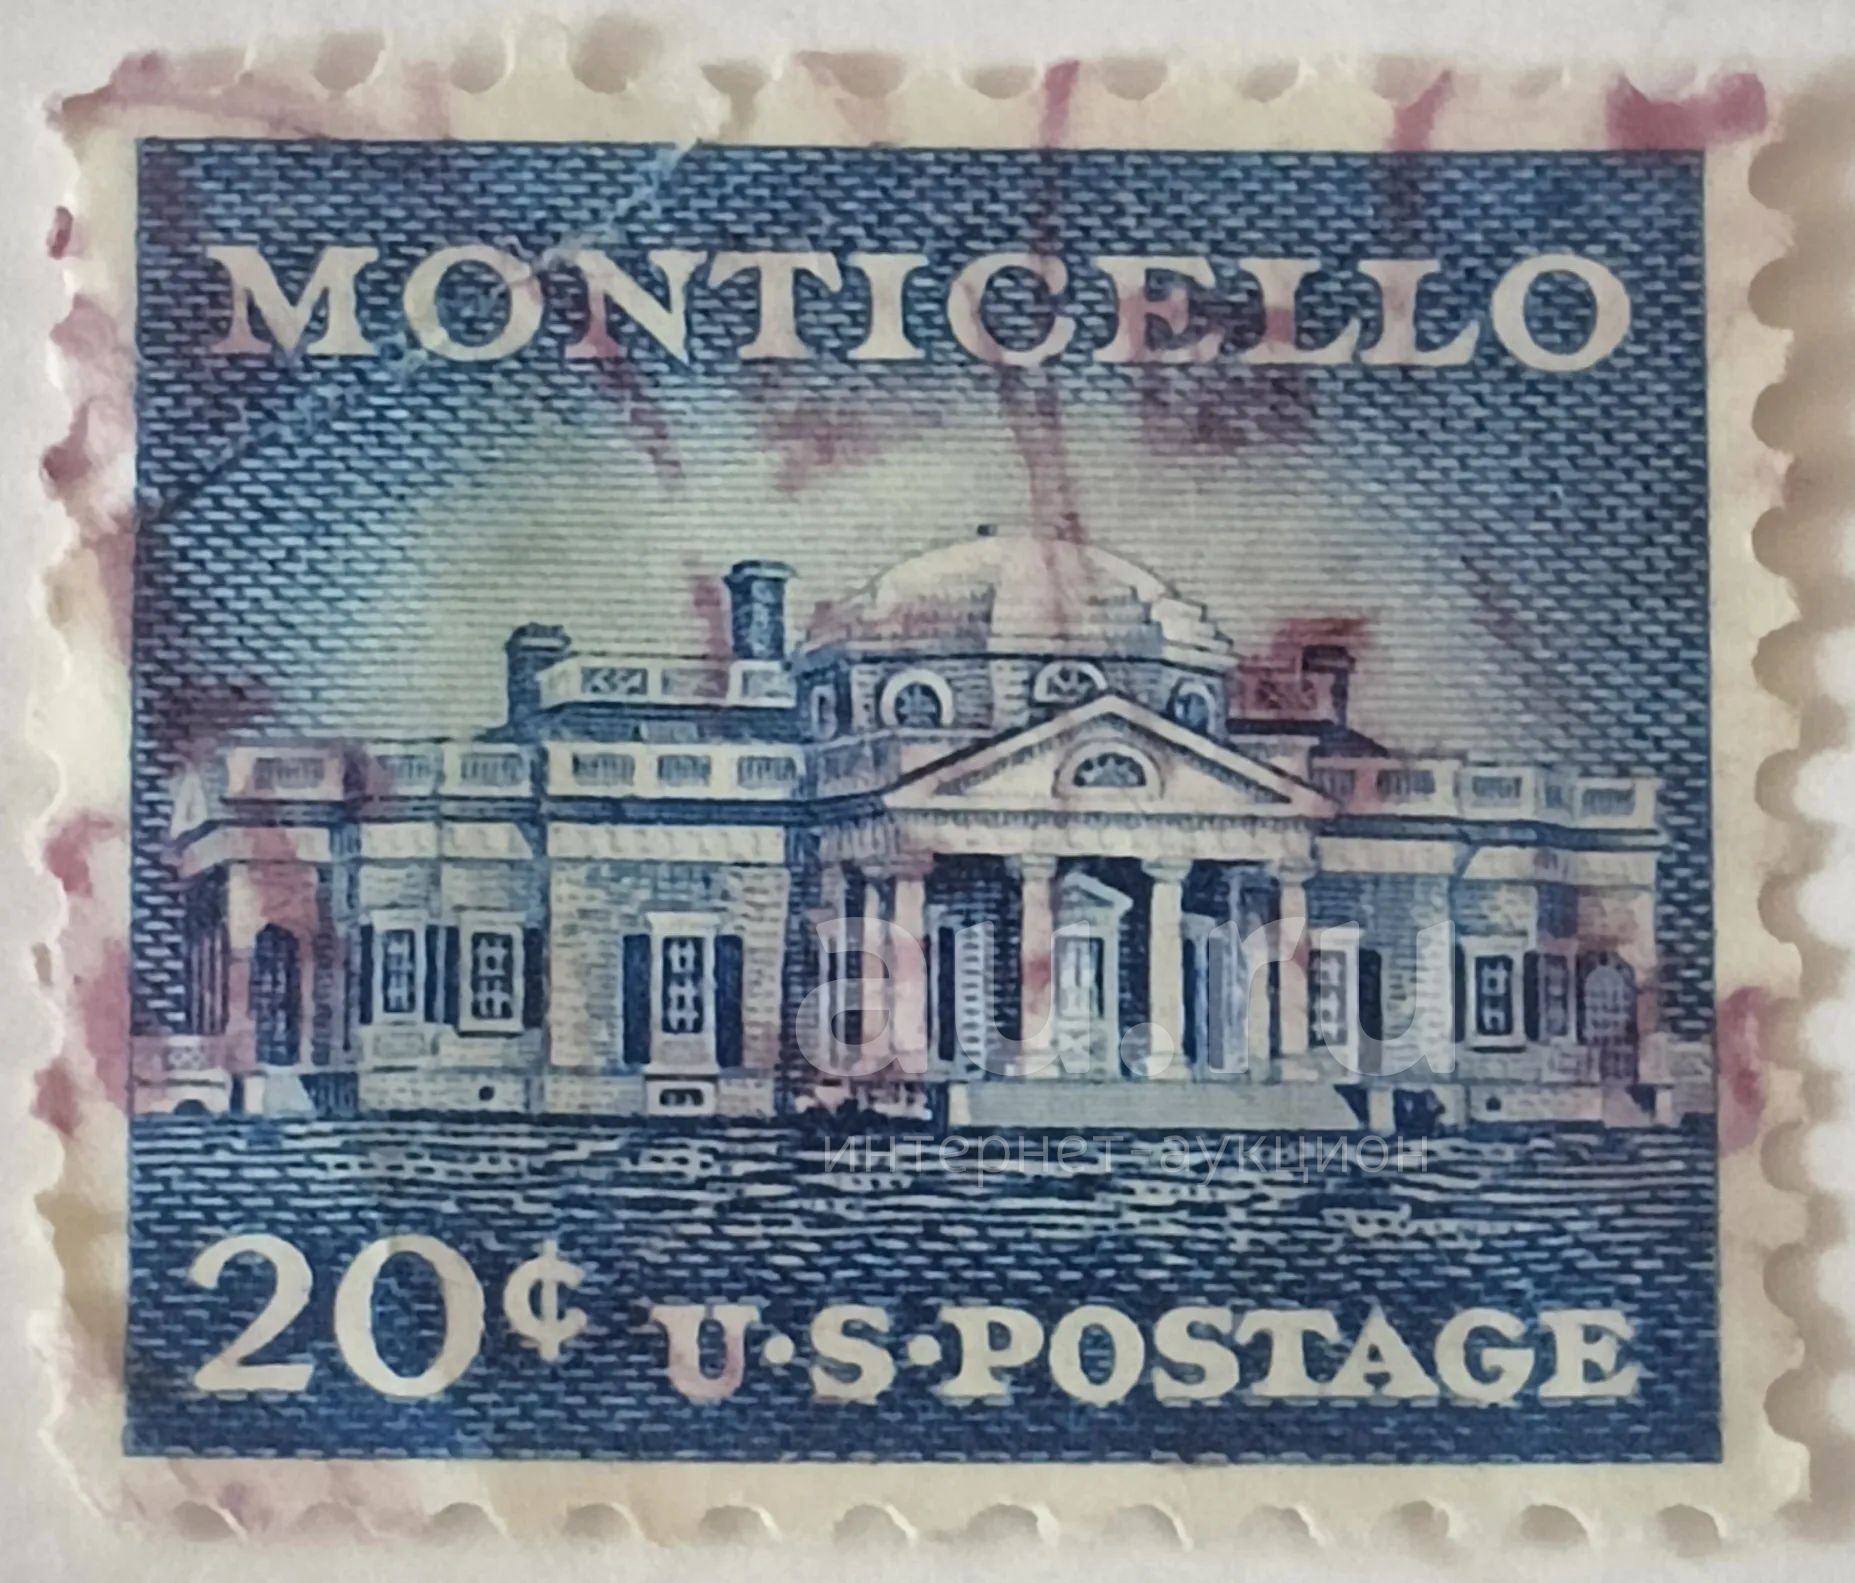 MONTICELLO
au.ru
интернет-аукцион
20¢ U·S·POSTAGE